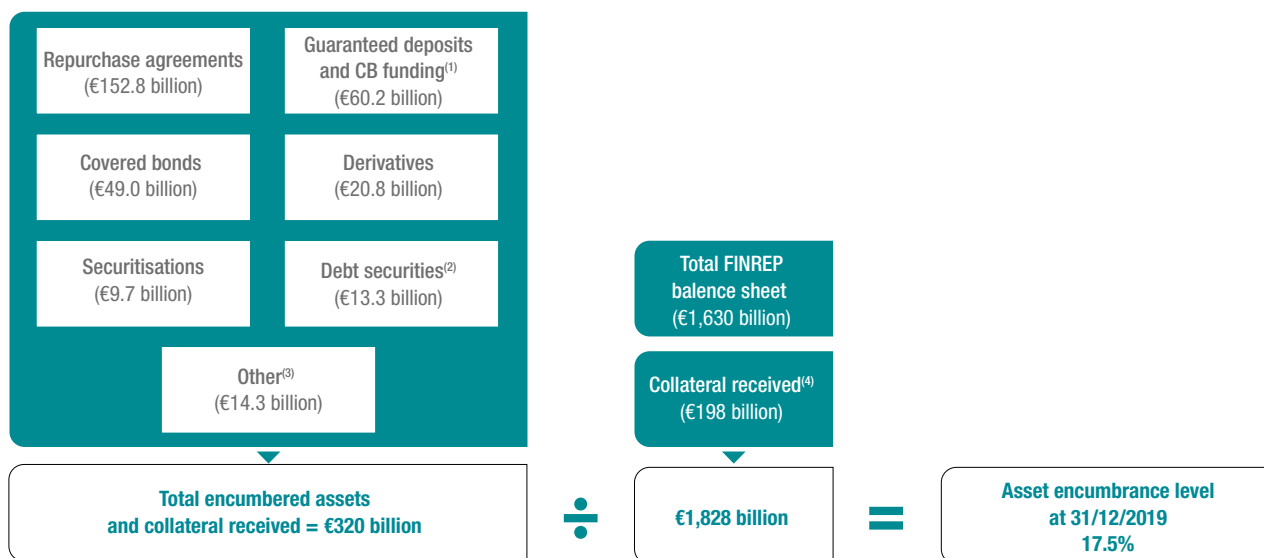 Repurchase agreements
(€152.8 billion)
Guaranteed deposits
and CB funding(1)
(€60.2 billion)
Covered bonds
(€49.0 billion)
Derivatives
(€20.8 billion)
Securitisations
(€9.7 billion)
Debt securities(2)
(€13.3 billion)
Other(3)
(€14.3 billion)
Total FINREP
balence sheet
(€1,630 billion)
Collateral received(4)
(€198 billion)
Total encumbered assets
and collateral received = €320 billion
÷
€1,828 billion
=
Asset encumbrance level
at 31/12/2019
17.5%